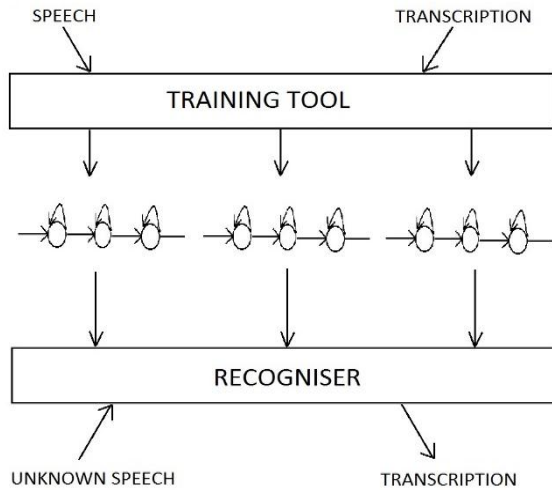 SPEECH
TRANSCRIPTION
TRAINING TOOL
RECOGNISER
UNKNOWN SPEECH
TRANSCRIPTION